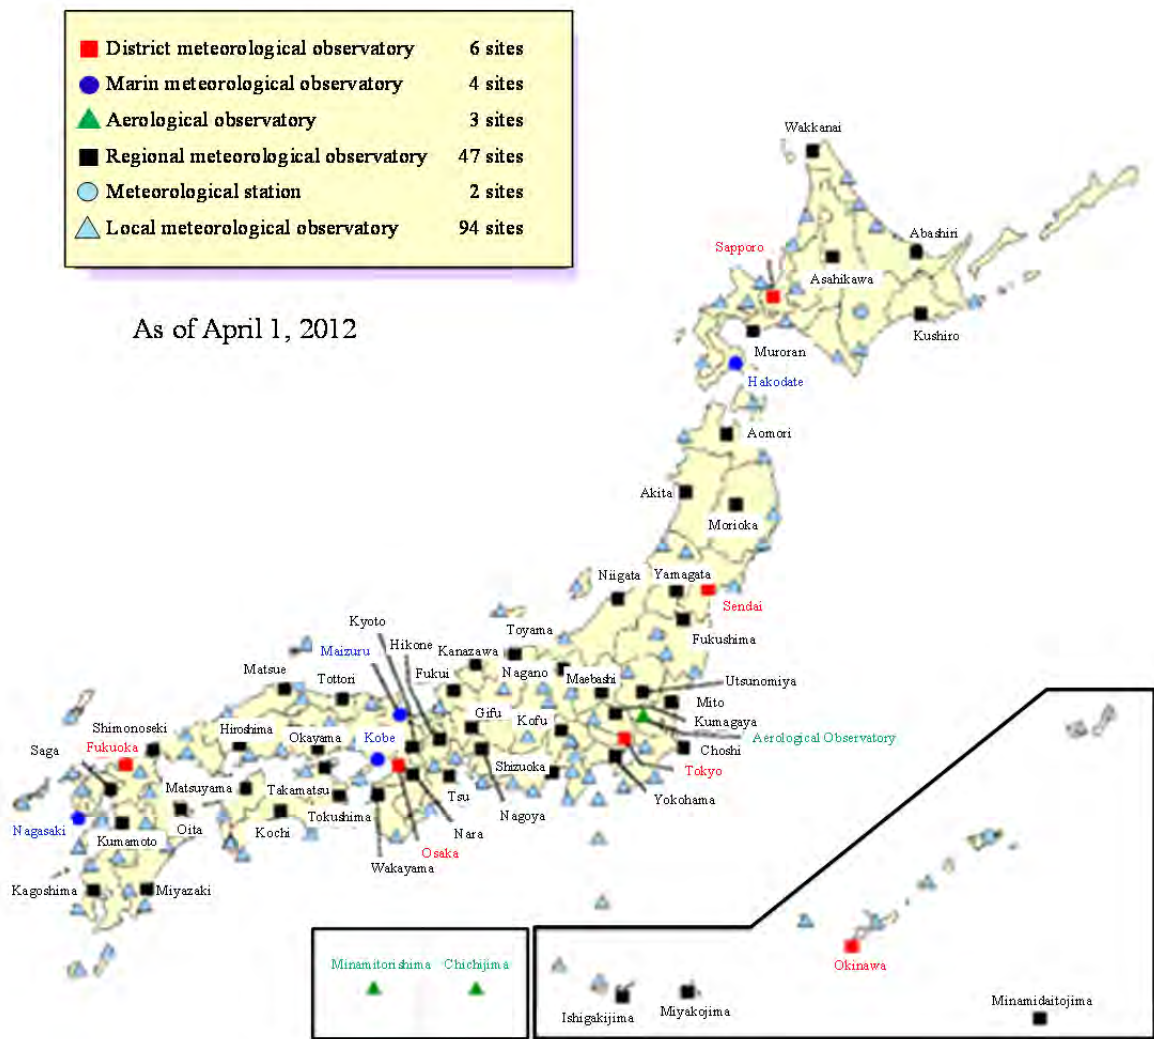 District meteorological observatory 6 sites
Marin meteorological observatory 4 sites
Aerological observatory 3 sites
Regional meteorological observatory 47 sites
Meteorological station 2 sites
Local meteorological observatory 94 sites
As of April 1, 2012
Wakkanai
Abashiri
Sapporo
Asahikawa
Kushiro
Muroran
Hakodate
Aomori
Akita
Morioka
Niigata
Yamagata
Sendai
Kyoto
Hikone
Toyama
Fukushima
Maizuru
Kanazawa
Matsue
Tottori
Fukui
Nagano
Maebashi
Utsunomiya
Mito
Shimonoseki
Hiroshima
Okayama
Kobe
Gifu
Kofu
Kumagaya
Aerological Observatory
Saga
Fukuoka
Choshi
Matsuyama
Takamatsu
Shizuoka
Tokyo
Tsu
Yokohama
Nagasaki
Oita
Kochi
Tokushima
Nagoya
Kumamoto
Nara
Osaka
Wakayama
Kagoshima
Miyazaki
Minamitorishima
Chichijima
Okinawa
Ishigakijima
Miyakojima
Minamidaitojima